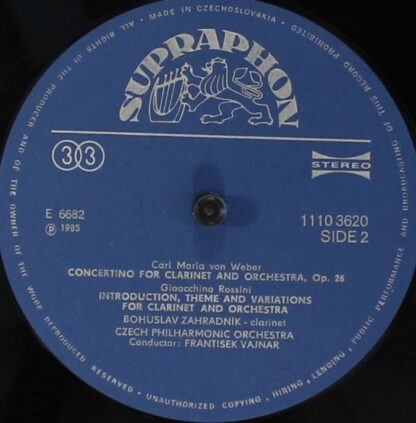 • MADE IN CZECHOSLOVAKIA •
ALL RIGHTS OF THE PRODUCER AND OF THE OWNER OF THE WORK REPRODUCED RESERVED • UNAUTHORIZED COPYING, HIRING, LENDING, PUBLIC PERFORMANCE AND BROADCASTING OF THIS RECORD PROHIBITED
SUPRAPHON
33
STEREO
E 6682
℗ 1985
1110 3620
SIDE 2
Carl Maria von Weber
CONCERTINO FOR CLARINET AND ORCHESTRA, Op. 26
Gioacchino Rossini
INTRODUCTION, THEME AND VARIATIONS
FOR CLARINET AND ORCHESTRA
BOHUSLAV ZAHRADNÍK - clarinet
CZECH PHILHARMONIC ORCHESTRA
Conductor: FRANTIŠEK VAJNAR